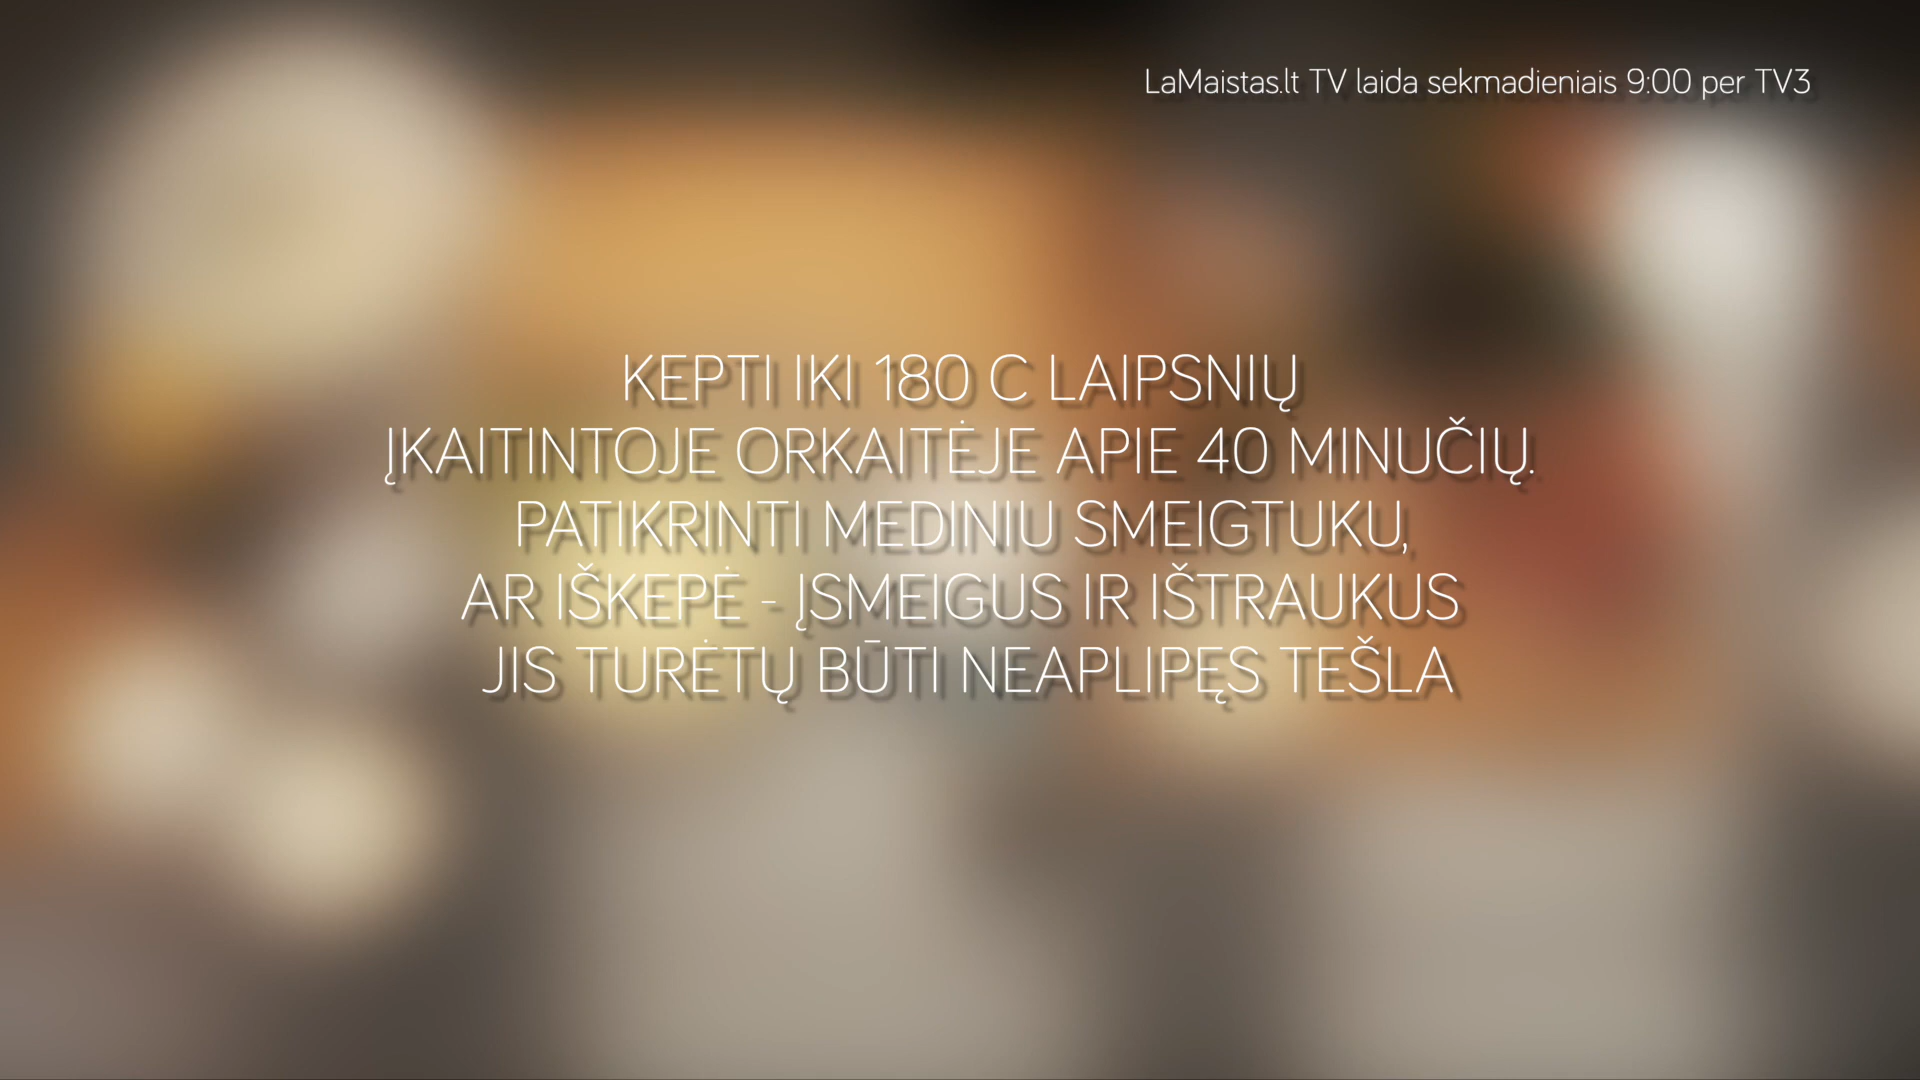 LaMaistas.lt TV laida sekmadieniais 9:00 per TV3
KEPTI IKI 180 C LAIPSNIŲ
ĮKAITINTOJE ORKAITĖJE APIE 40 MINUČIŲ.
PATIKRINTI MEDINIU SMEIGTUKU,
AR IŠKEPĖ - ĮSMEIGUS IR IŠTRAUKUS
JIS TURĖTŲ BŪTI NEAPLIPĘS TEŠLA